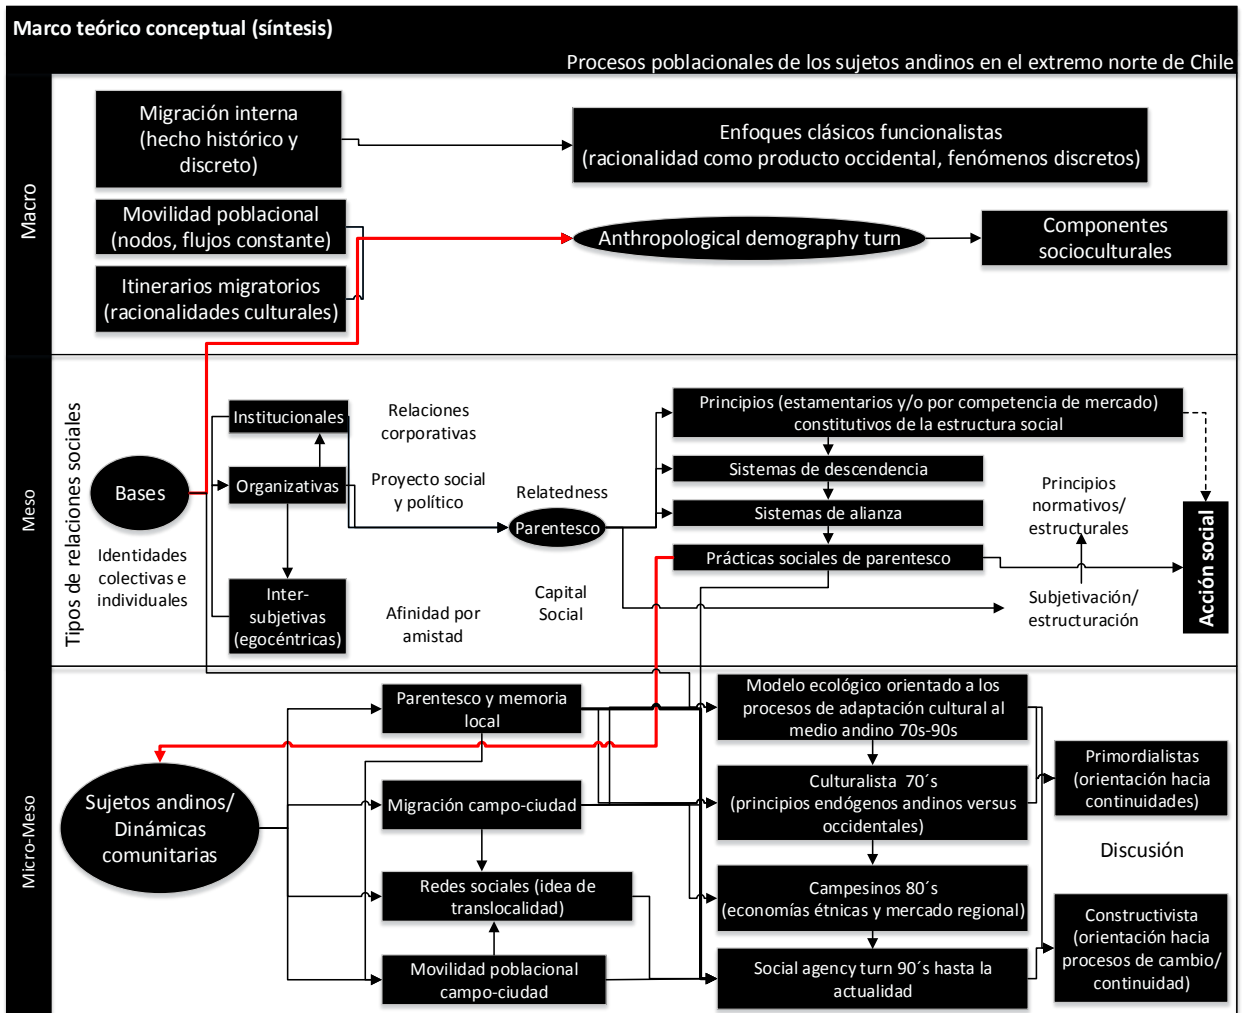 Marco teórico conceptual (síntesis)
Procesos poblacionales de los sujetos andinos en el extremo norte de Chile
Macro
Migración interna
(hecho histórico y
discreto)
Enfoques clásicos funcionalistas
(racionalidad como producto occidental, fenómenos discretos)
Movilidad poblacional
(nodos, flujos constante)
Anthropological demography turn
Componentes
socioculturales
Itinerarios migratorios
(racionalidades culturales)
Meso
Tipos de relaciones sociales
Bases
Identidades
colectivas e
individuales
Institucionales
Organizativas
Inter-
subjetivas
(egocéntricas)
Relaciones
corporativas
Proyecto social
y político
Afinidad por
amistad
Relatedness
Parentesco
Capital
Social
Principios (estamentarios y/o por competencia de mercado)
constitutivos de la estructura social
Sistemas de descendencia
Sistemas de alianza
Prácticas sociales de parentesco
Principios
normativos/
estructurales
Subjetivación/
estructuración
Acción social
Micro-Meso
Sujetos andinos/
Dinámicas
comunitarias
Parentesco y memoria
local
Migración campo-ciudad
Redes sociales (idea de
translocalidad)
Movilidad poblacional
campo-ciudad
Modelo ecológico orientado a los
procesos de adaptación cultural al
medio andino 70s-90s
Culturalista 70´s
(principios endógenos andinos versus
occidentales)
Campesinos 80´s
(economías étnicas y mercado regional)
Social agency turn 90´s hasta la
actualidad
Primordialistas
(orientación hacia
continuidades)
Discusión
Constructivista
(orientación hacia
procesos de cambio/
continuidad)